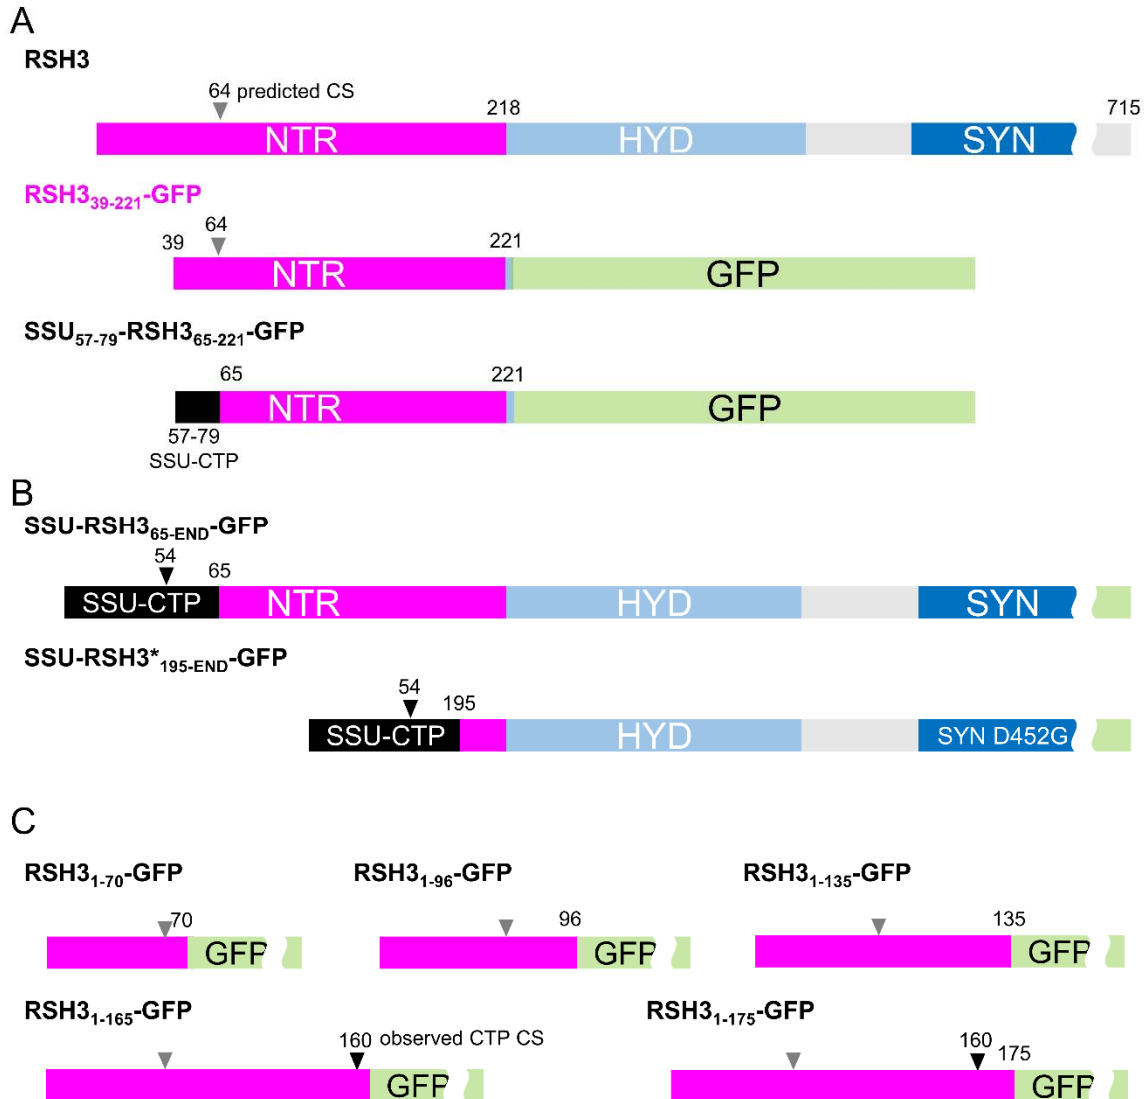 A
RSH3
64 predicted CS
218
715
NTR
HYD
SYN
RSH3₃₉₋₂₂₁-GFP
39
64
221
NTR
GFP
SSU₅₇₋₇₉-RSH3₆₅₋₂₂₁-GFP
65
221
NTR
GFP
57-79
SSU-CTP
B
SSU-RSH3₆₅₋END-GFP
54
65
SSU-CTP
NTR
HYD
SYN
SSU-RSH3*₁₉₅₋END-GFP
54
195
SSU-CTP
HYD
SYN D452G
C
RSH3₁₋₇₀-GFP
RSH3₁₋₉₆-GFP
RSH3₁₋₁₃₅-GFP
70
96
135
GFP
GFP
GFP
RSH3₁₋₁₆₅-GFP
RSH3₁₋₁₇₅-GFP
160 observed CTP CS
160
175
GFP
GFP